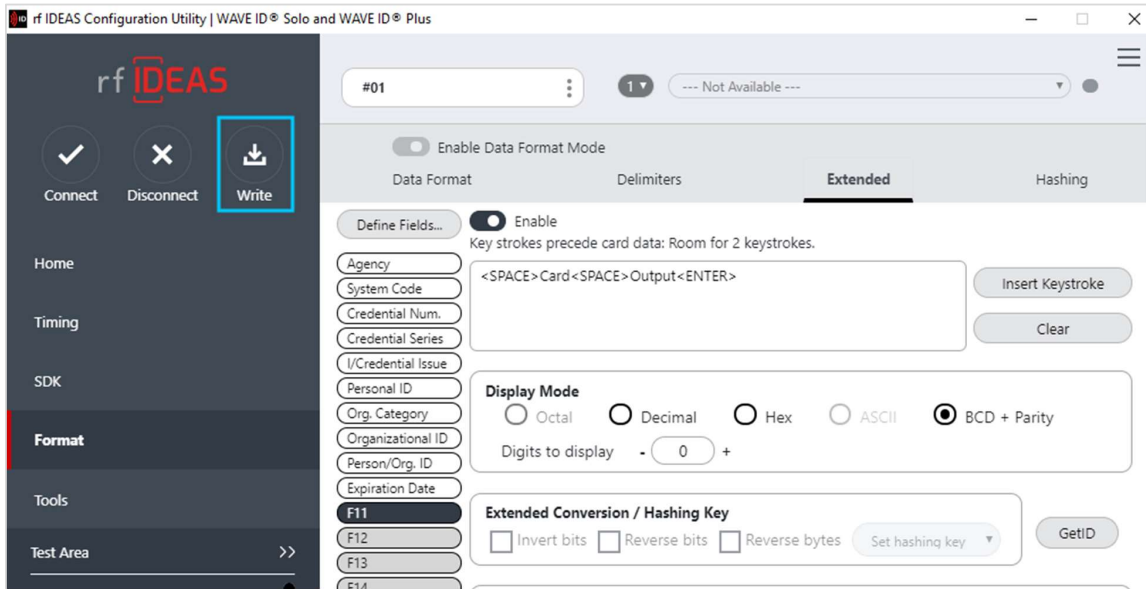 rf IDEAS Configuration Utility | WAVE ID® Solo and WAVE ID® Plus
rf IDEAS
Connect
Disconnect
Write
Home
Timing
SDK
Format
Tools
Test Area >>
#01
1
--- Not Available ---
Enable Data Format Mode
Data Format
Delimiters
Extended
Hashing
Define Fields...
Enable
Key strokes precede card data: Room for 2 keystrokes.
Agency
System Code
Credential Num.
Credential Series
I/Credential Issue
Personal ID
Org. Category
Organizational ID
Person/Org. ID
Expiration Date
F11
F12
F13
F14
<SPACE>Card<SPACE>Output<ENTER>
Insert Keystroke
Clear
Display Mode
Octal
Decimal
Hex
ASCII
BCD + Parity
Digits to display - 0 +
Extended Conversion / Hashing Key
Invert bits
Reverse bits
Reverse bytes
Set hashing key
GetID